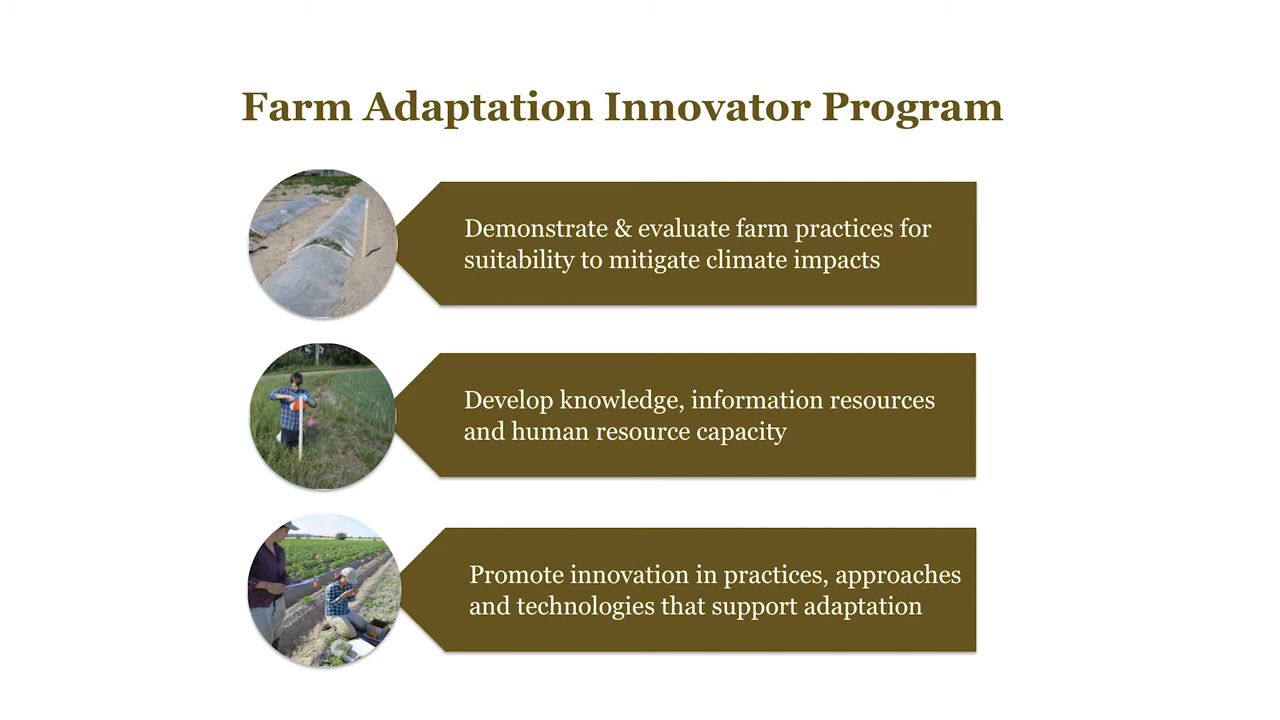 Farm Adaptation Innovator Program
Demonstrate & evaluate farm practices for
suitability to mitigate climate impacts
Develop knowledge, information resources
and human resource capacity
Promote innovation in practices, approaches
and technologies that support adaptation